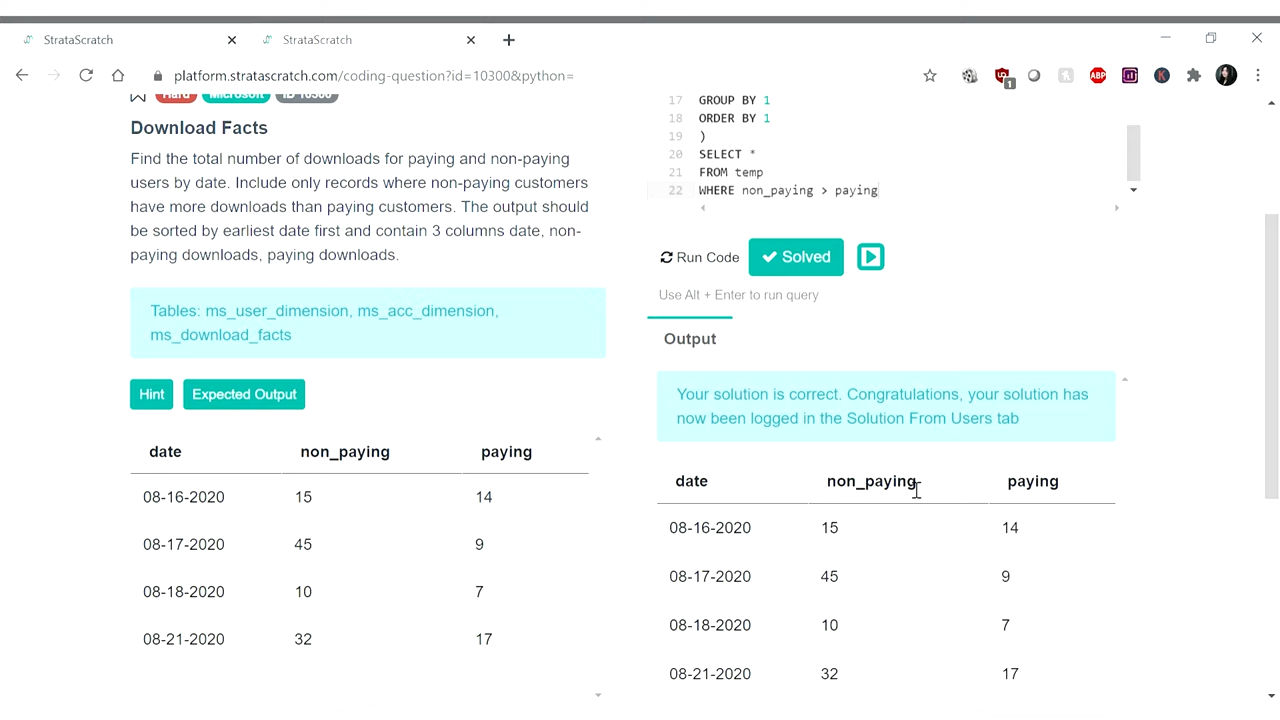 StrataScratch
StrataScratch
platform.stratascratch.com/coding-question?id=10300&python=
1
ABP
K
Hard
Microsoft
ID 10300
Download Facts
Find the total number of downloads for paying and non-paying
users by date. Include only records where non-paying customers
have more downloads than paying customers. The output should
be sorted by earliest date first and contain 3 columns date, non-
paying downloads, paying downloads.
Tables: ms_user_dimension, ms_acc_dimension,
ms_download_facts
Hint
Expected Output
date non_paying paying
08-16-2020 15 14
08-17-2020 45 9
08-18-2020 10 7
08-21-2020 32 17
17 GROUP BY 1
18 ORDER BY 1
19 )
20 SELECT *
21 FROM temp
22 WHERE non_paying > paying
Run Code
Solved
Use Alt + Enter to run query
Output
Your solution is correct. Congratulations, your solution has
now been logged in the Solution From Users tab
date non_paying paying
08-16-2020 15 14
08-17-2020 45 9
08-18-2020 10 7
08-21-2020 32 17